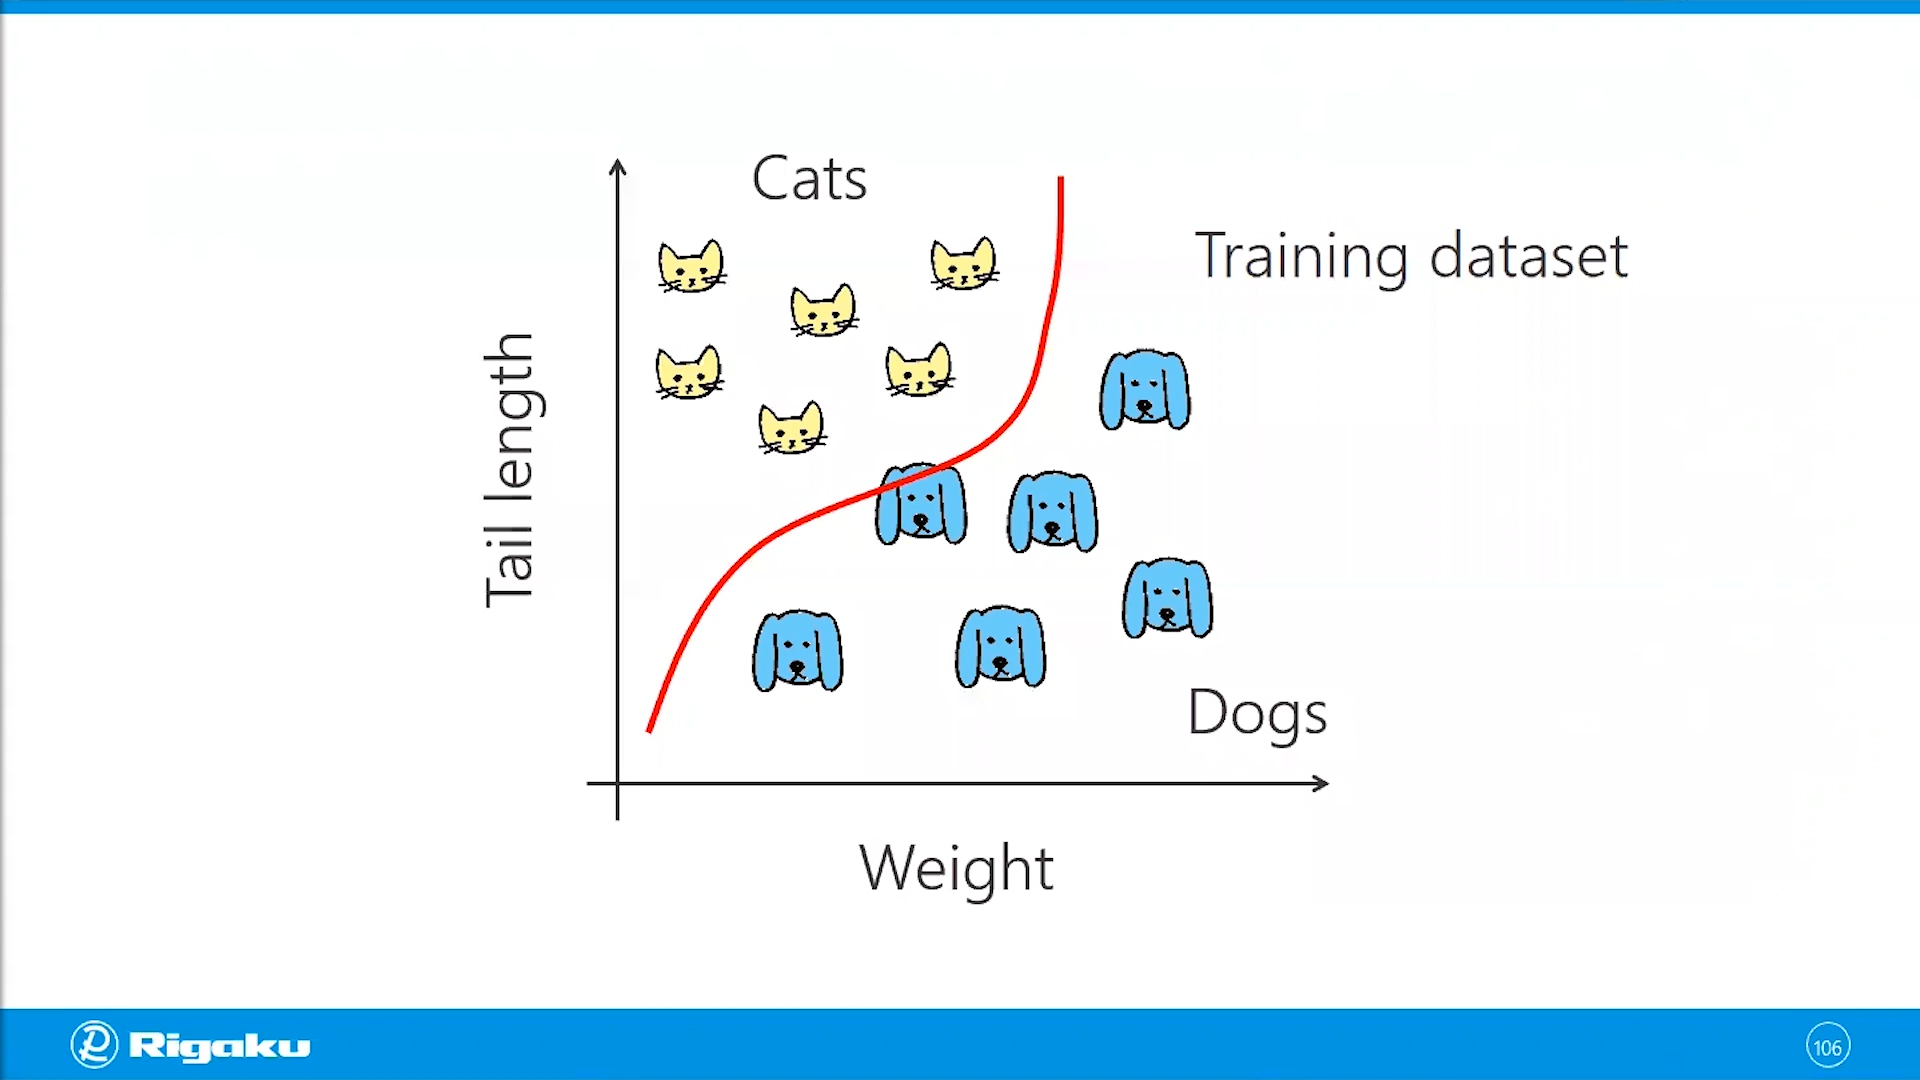 Cats
Training dataset
Tail length
Dogs
Weight
Rigaku
106